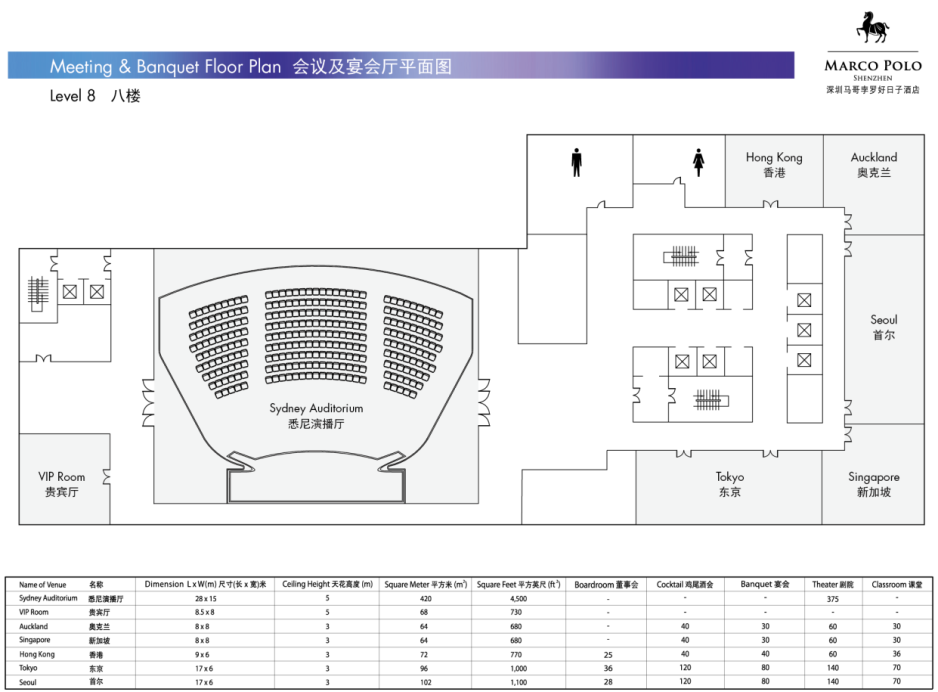 MARCO POLO
SHENZHEN
深圳马哥孛罗好日子酒店
Meeting & Banquet Floor Plan 会议及宴会厅平面图
Level 8 八楼
Hong Kong
香港
Auckland
奥克兰
Seoul
首尔
Sydney Auditorium
悉尼演播厅
VIP Room
贵宾厅
Tokyo
东京
Singapore
新加坡
Name of Venue 名称 Dimension L x W(m) 尺寸(长 x 宽)米 Ceiling Height 天花高度 (m) Square Meter 平方米 (m²) Square Feet 平方英尺 (ft²) Boardroom 董事会 Cocktail 鸡尾酒会 Banquet 宴会 Theater 剧院 Classroom 课堂
Sydney Auditorium 悉尼演播厅 28 x 15 5 420 4,500 - - - 375 -
VIP Room 贵宾厅 8.5 x 8 5 68 730 - - - - -
Auckland 奥克兰 8 x 8 3 64 680 - 40 30 60 30
Singapore 新加坡 8 x 8 3 64 680 - 40 30 60 30
Hong Kong 香港 9 x 6 3 72 770 25 40 40 60 36
Tokyo 东京 17 x 6 3 96 1,000 36 120 80 140 70
Seoul 首尔 17 x 6 3 102 1,100 28 120 80 140 70